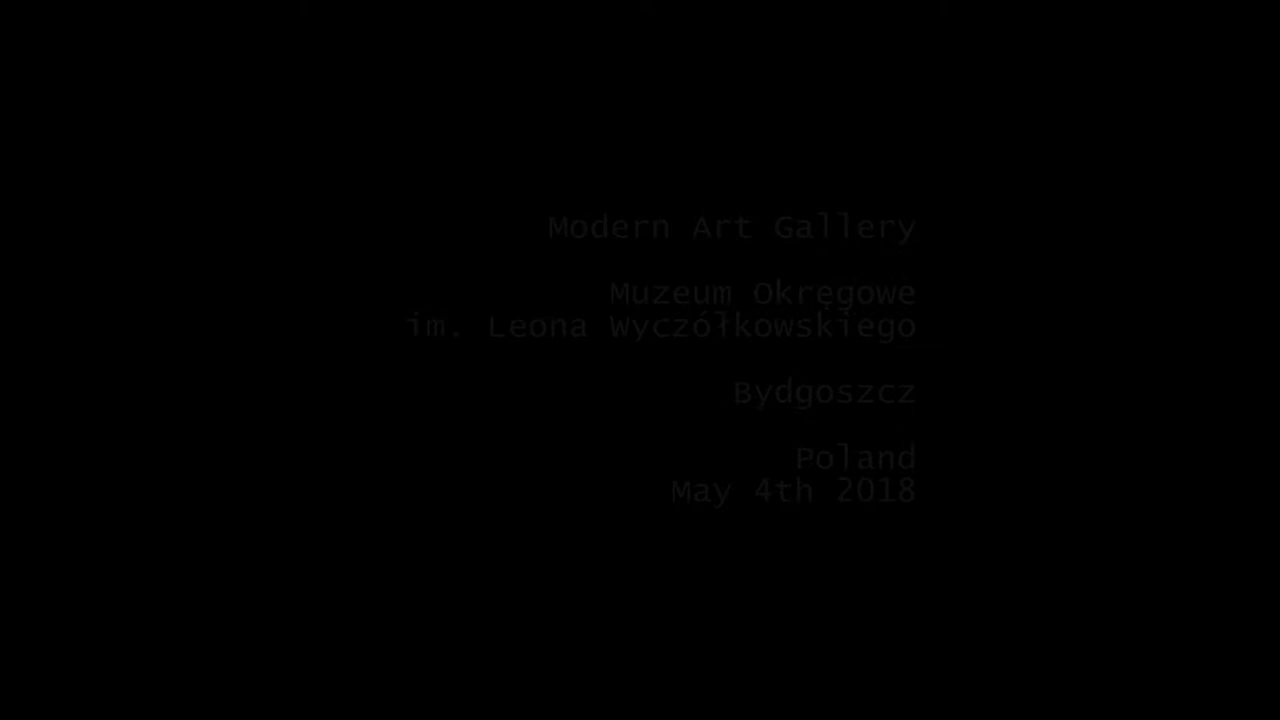 Modern Art Gallery
Muzeum Okręgowe
im. Leona Wyczółkowskiego
Bydgoszcz
Poland
May 4th 2018